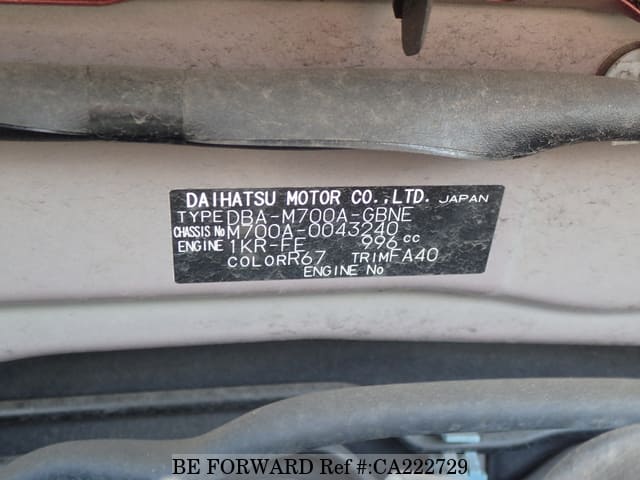 DAIHATSU MOTOR CO.,LTD. JAPAN
TYPE DBA-M700A-GBNE
CHASSIS No M700A-0043240
ENGINE 1KR-FE 996 cc
COLOR R67 TRIM FA40
ENGINE No
BE FORWARD Ref #:CA222729